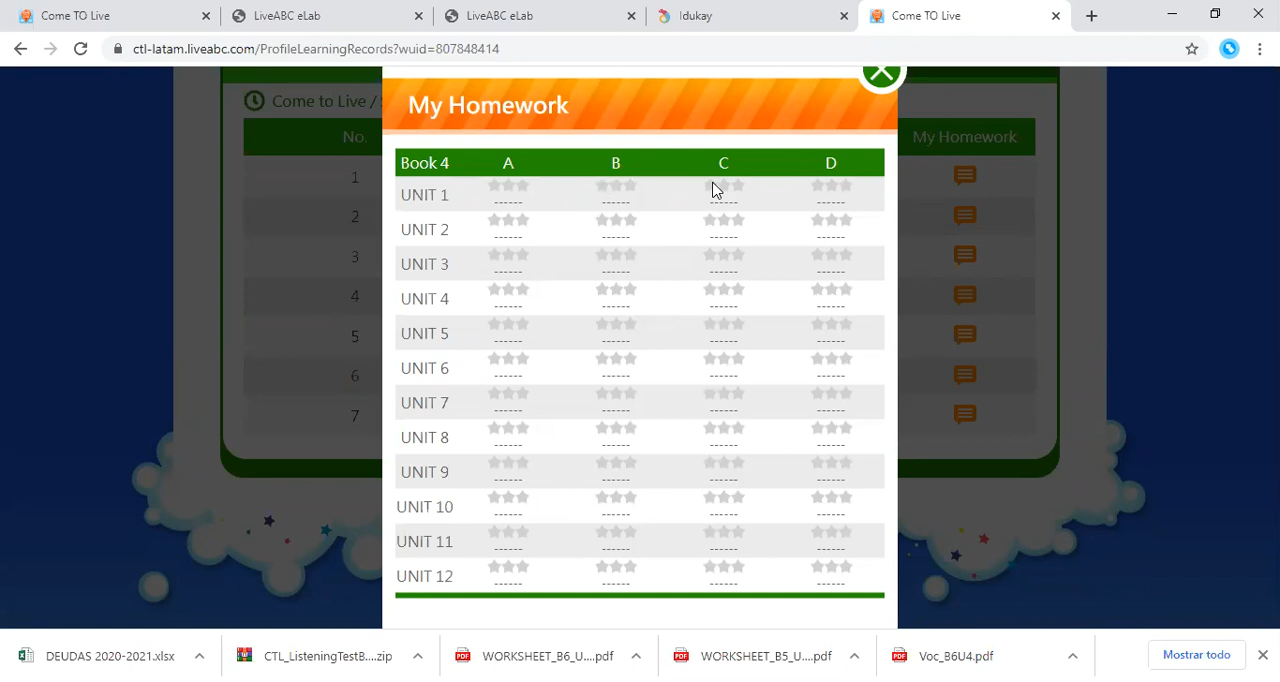 Come TO Live
LiveABC eLab
LiveABC eLab
Idukay
Come TO Live
ctl-latam.liveabc.com/ProfileLearningRecords?wuid=807848414
Come to Live /
My Homework
No.
My Homework
Book 4 A B C D
1
UNIT 1 ------ ------ ------ ------
2
UNIT 2 ------ ------ ------ ------
3
UNIT 3 ------ ------ ------ ------
4
UNIT 4 ------ ------ ------ ------
5
UNIT 5 ------ ------ ------ ------
6
UNIT 6 ------ ------ ------ ------
7
UNIT 7 ------ ------ ------ ------
UNIT 8 ------ ------ ------ ------
UNIT 9 ------ ------ ------ ------
UNIT 10 ------ ------ ------ ------
UNIT 11 ------ ------ ------ ------
UNIT 12 ------ ------ ------ ------
DEUDAS 2020-2021.xlsx
CTL_ListeningTestB....zip
WORKSHEET_B6_U....pdf
WORKSHEET_B5_U....pdf
Voc_B6U4.pdf
Mostrar todo